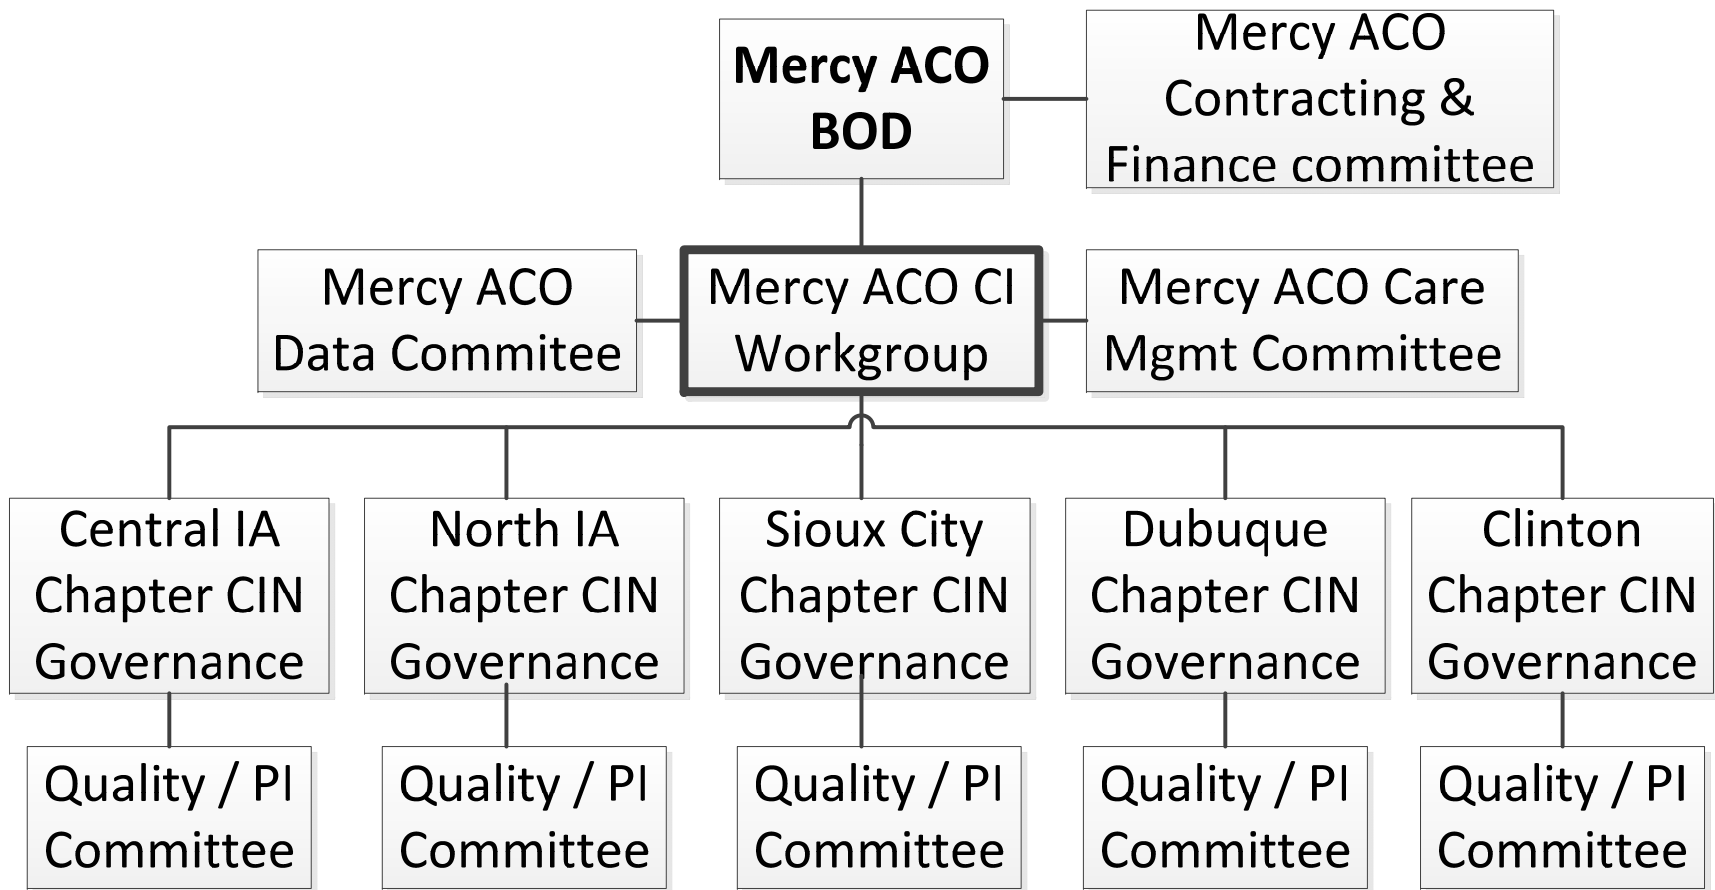 Mercy ACO
BOD
Mercy ACO
Contracting &
Finance committee
Mercy ACO
Data Commitee
Mercy ACO CI
Workgroup
Mercy ACO Care
Mgmt Committee
Central IA
Chapter CIN
Governance
North IA
Chapter CIN
Governance
Sioux City
Chapter CIN
Governance
Dubuque
Chapter CIN
Governance
Clinton
Chapter CIN
Governance
Quality / PI
Committee
Quality / PI
Committee
Quality / PI
Committee
Quality / PI
Committee
Quality / PI
Committee